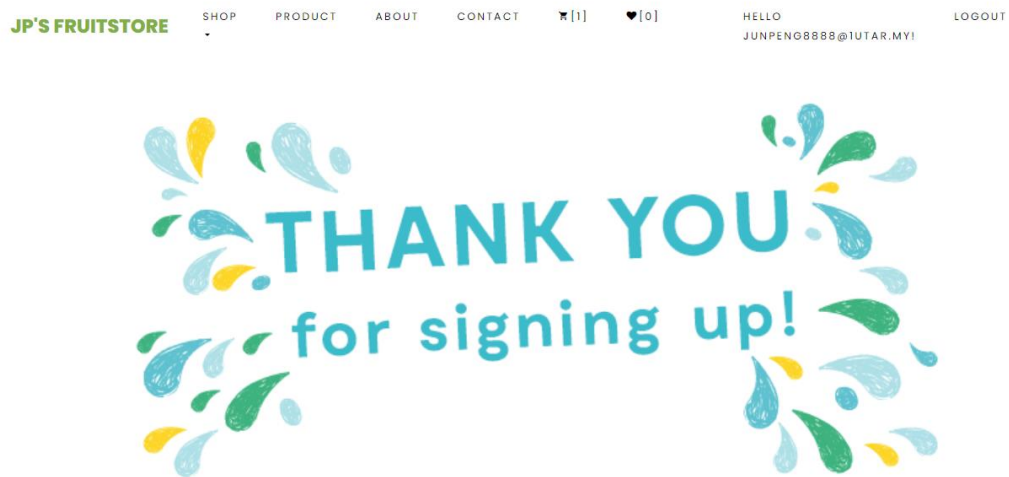 JP'S FRUITSTORE
SHOP
PRODUCT
ABOUT
CONTACT
[1]
[0]
HELLO
JUNPENG8888@1UTAR.MY!
LOGOUT
THANK YOU
for signing up!